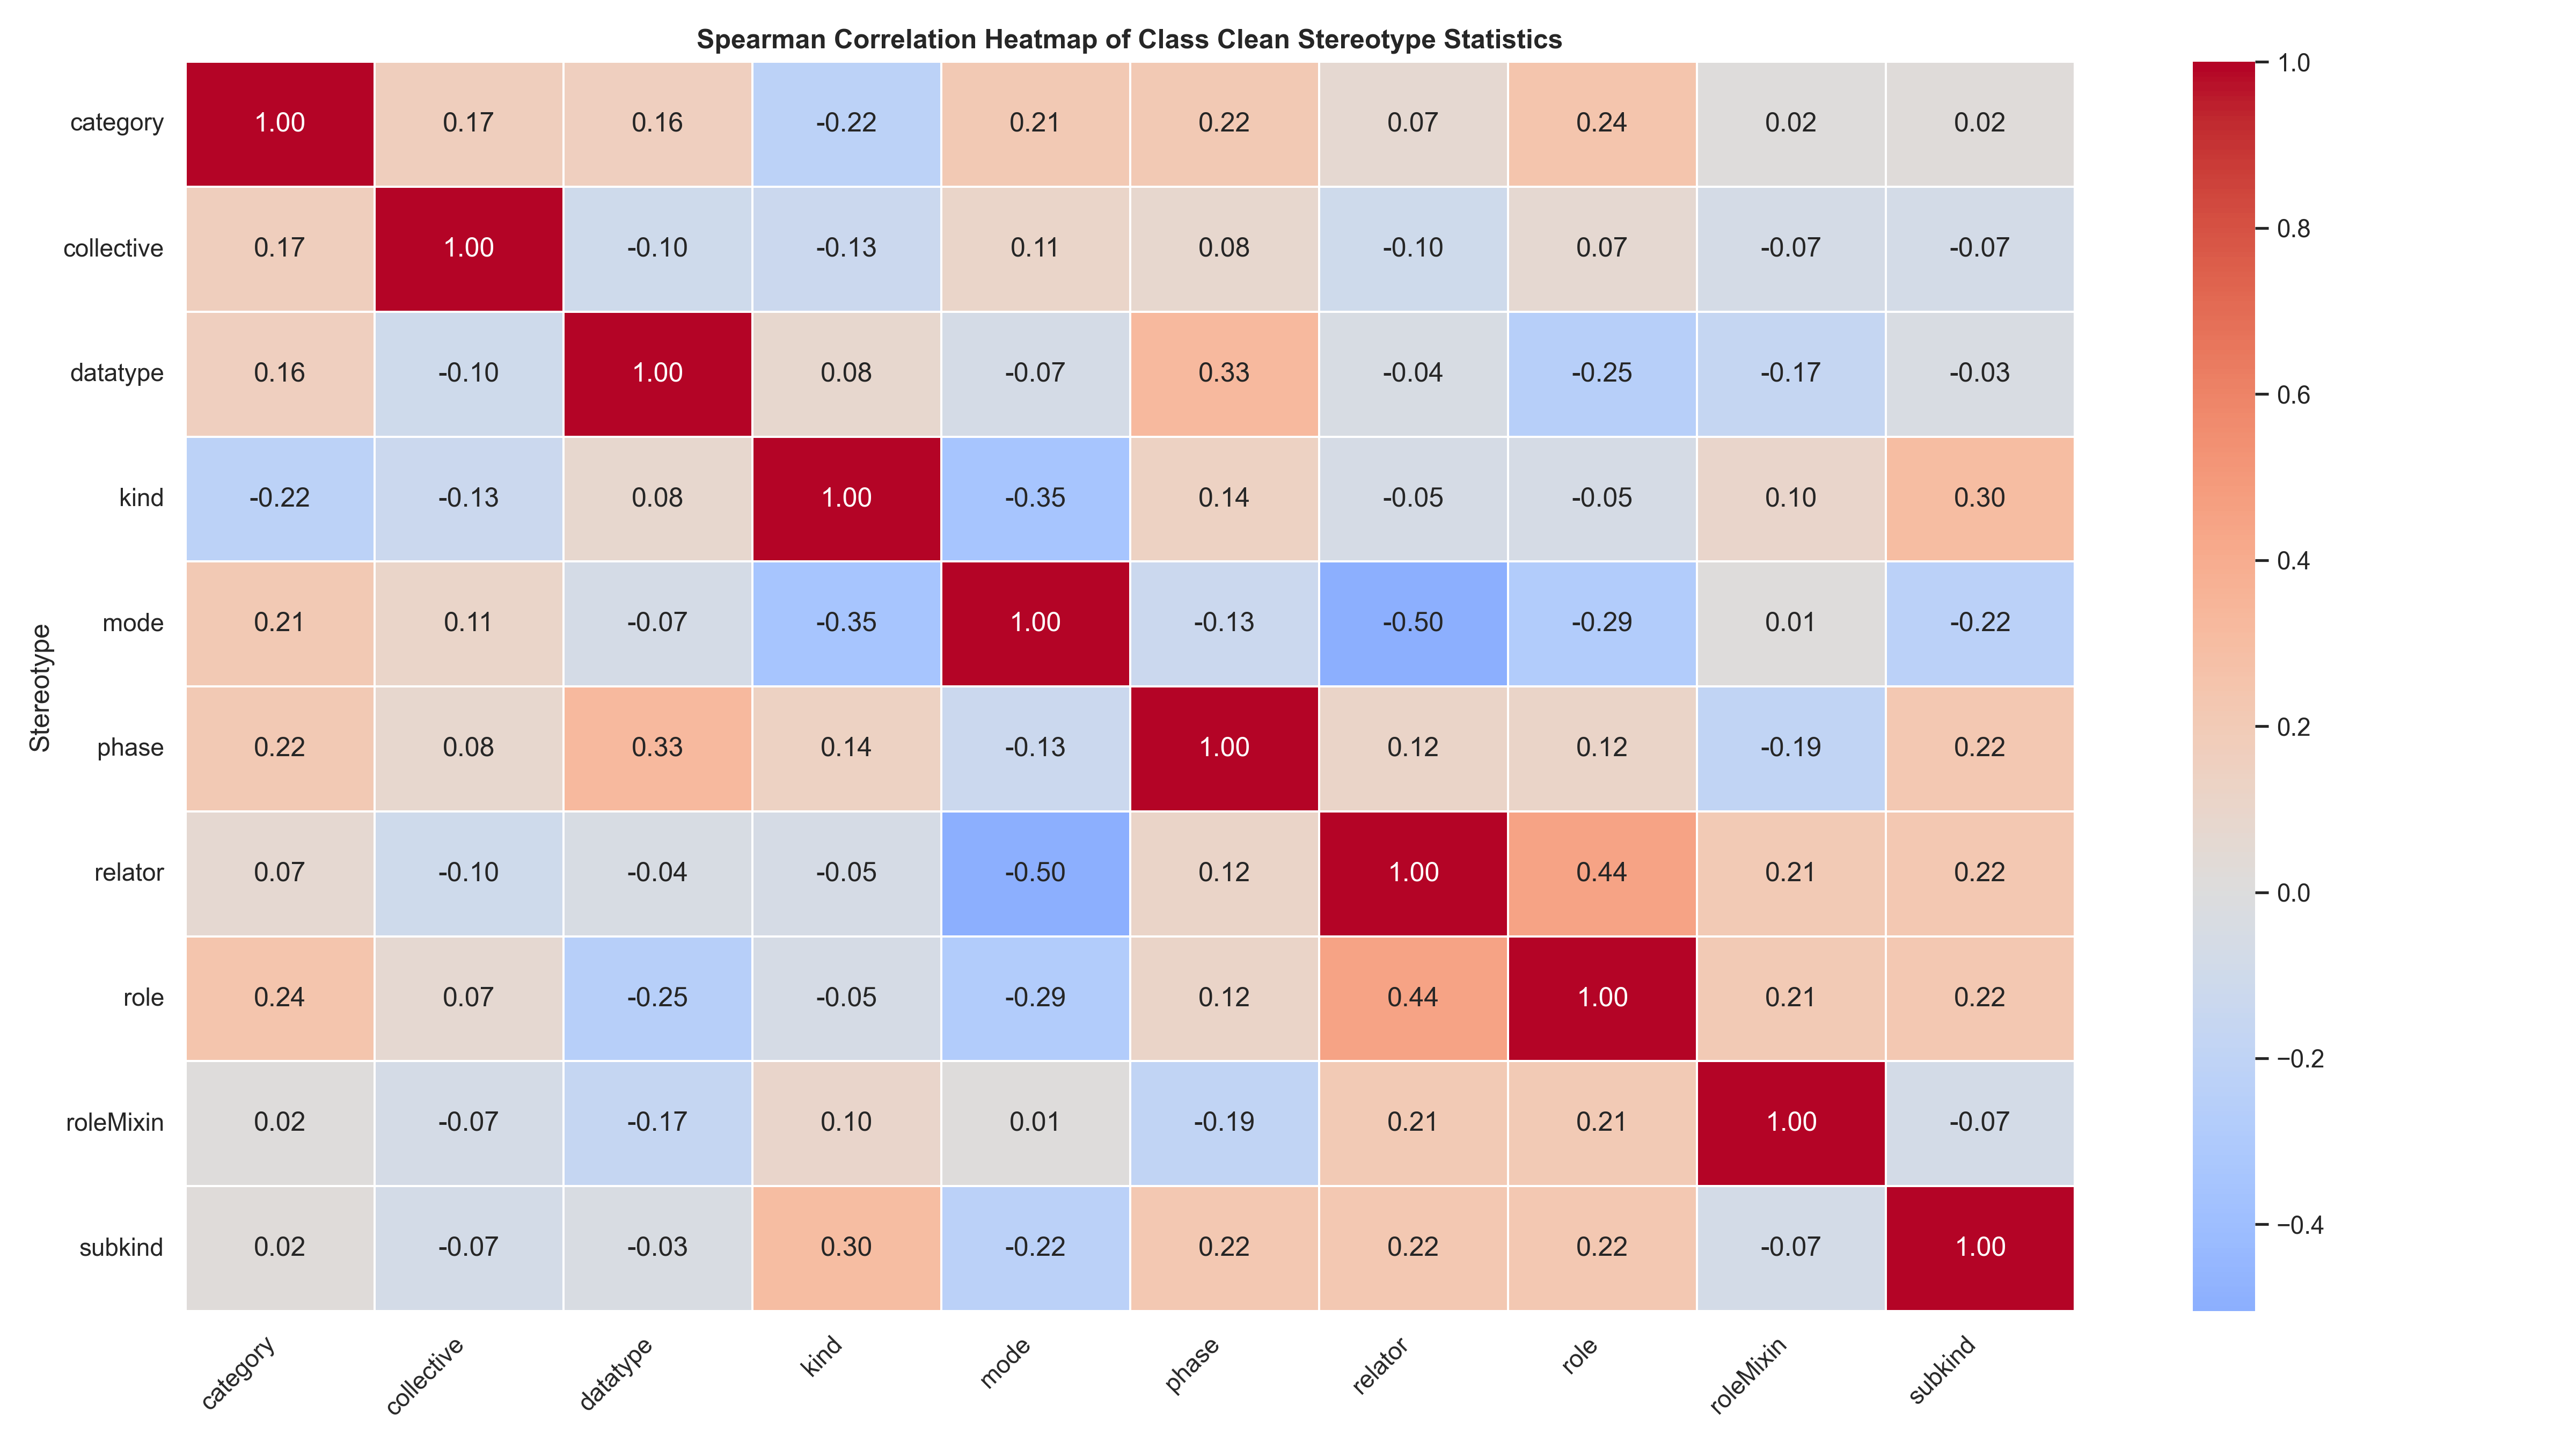 Spearman Correlation Heatmap of Class Clean Stereotype Statistics
category 1.00 0.17 0.16 -0.22 0.21 0.22 0.07 0.24 0.02 0.02
collective 0.17 1.00 -0.10 -0.13 0.11 0.08 -0.10 0.07 -0.07 -0.07
datatype 0.16 -0.10 1.00 0.08 -0.07 0.33 -0.04 -0.25 -0.17 -0.03
kind -0.22 -0.13 0.08 1.00 -0.35 0.14 -0.05 -0.05 0.10 0.30
mode 0.21 0.11 -0.07 -0.35 1.00 -0.13 -0.50 -0.29 0.01 -0.22
phase 0.22 0.08 0.33 0.14 -0.13 1.00 0.12 0.12 -0.19 0.22
relator 0.07 -0.10 -0.04 -0.05 -0.50 0.12 1.00 0.44 0.21 0.22
role 0.24 0.07 -0.25 -0.05 -0.29 0.12 0.44 1.00 0.21 0.22
roleMixin 0.02 -0.07 -0.17 0.10 0.01 -0.19 0.21 0.21 1.00 -0.07
subkind 0.02 -0.07 -0.03 0.30 -0.22 0.22 0.22 0.22 -0.07 1.00
category collective datatype kind mode phase relator role roleMixin subkind
Stereotype
1.0
0.8
0.6
0.4
0.2
0.0
−0.2
−0.4